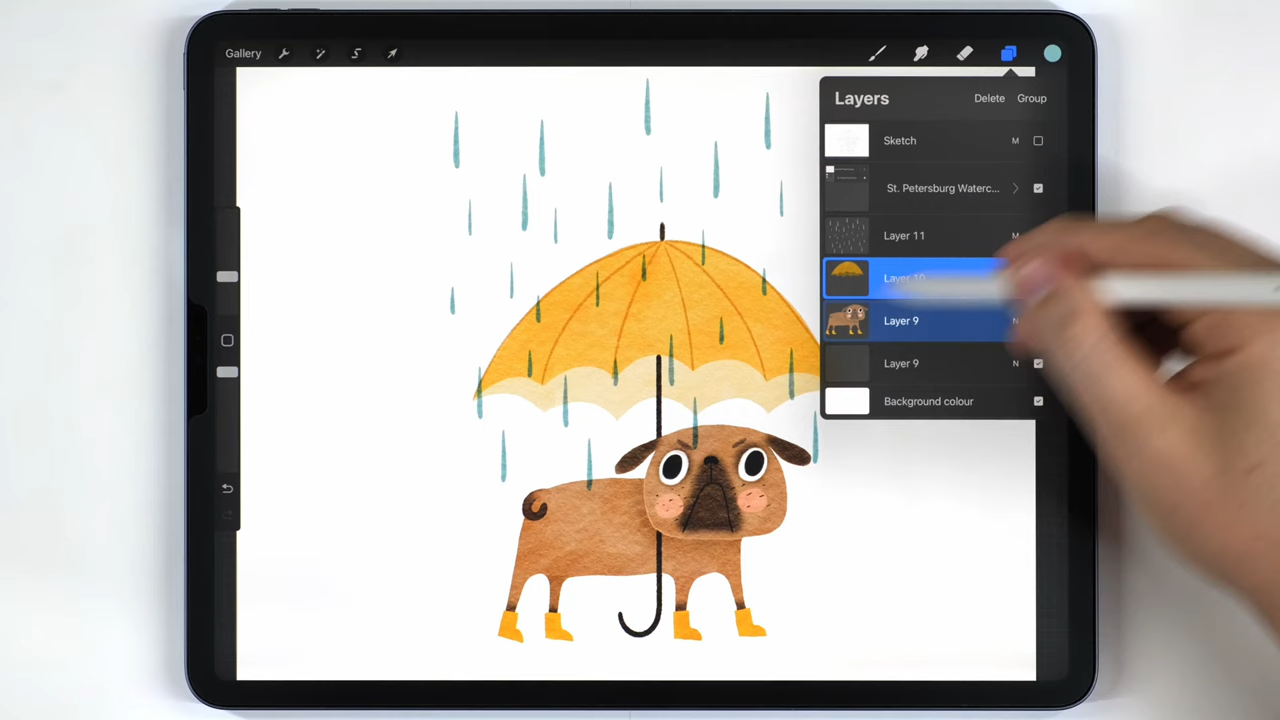 Gallery
Layers
Delete
Group
Sketch
M
St. Petersburg Waterc...
Layer 11
Layer 9
Layer 9
N
Background colour